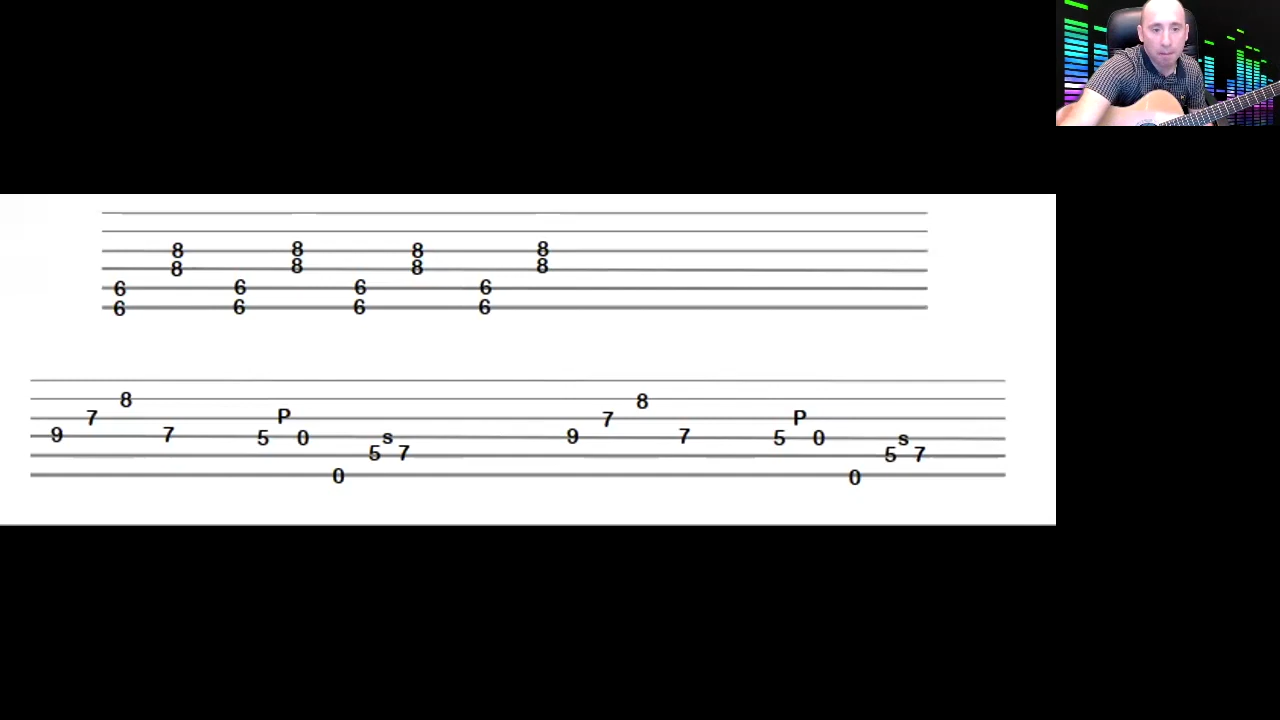 8 8 8 8
8 8 8 8
6 6 6 6
6 6 6 6
8 8
7 P 7 P
9 7 5 0 9 7 5 0
s s
5 7 5 7
0 0